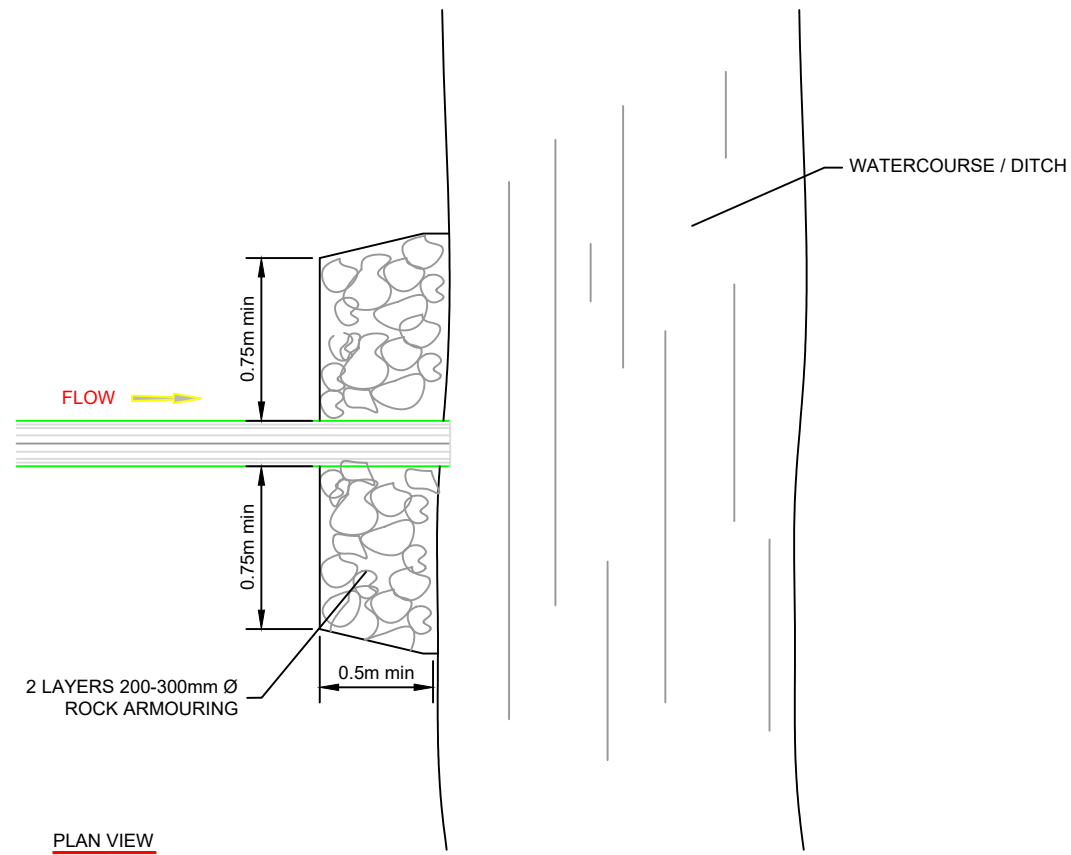 WATERCOURSE / DITCH
0.75m min
FLOW
0.75m min
0.5m min
2 LAYERS 200-300mm Ø
ROCK ARMOURING
PLAN VIEW